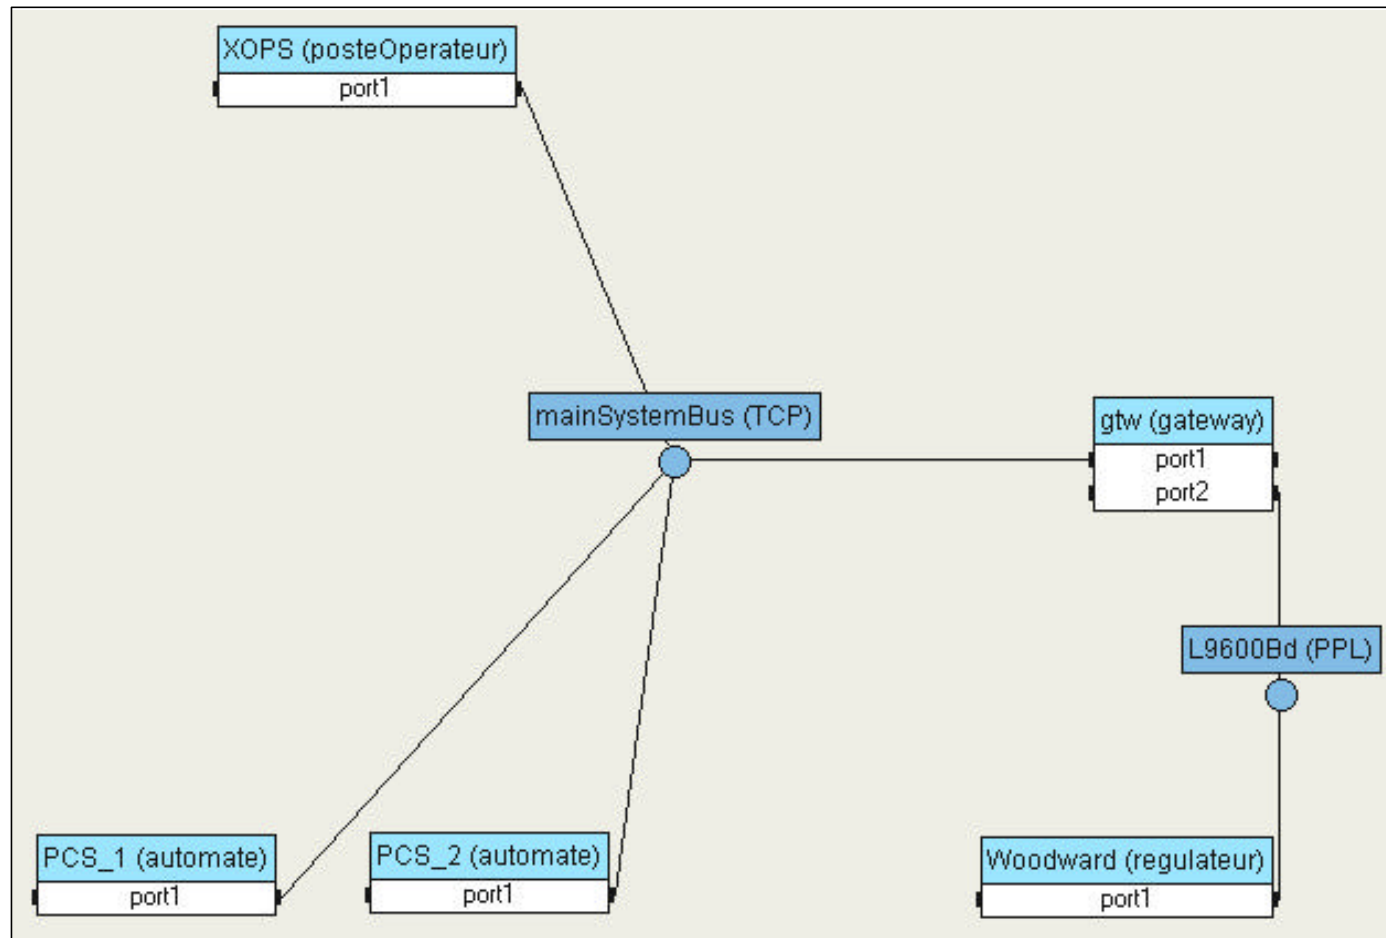 XOPS (posteOperateur)
port1
mainSystemBus (TCP)
gtw (gateway)
port1
port2
L9600Bd (PPL)
PCS_1 (automate)
port1
PCS_2 (automate)
port1
Woodward (regulateur)
port1